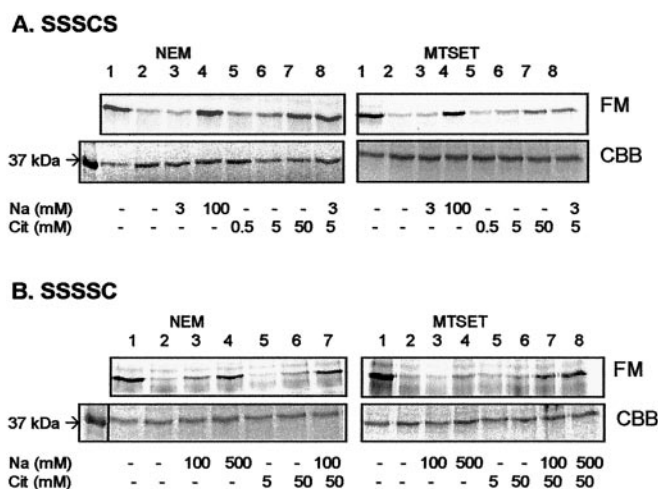 A. SSSCS
NEM MTSET
1 2 3 4 5 6 7 8 1 2 3 4 5 6 7 8
FM
37 kDa→ CBB
Na (mM) - - 3 100 - - - 3 - - 3 100 - - - 3
Cit (mM) - - - - 0.5 5 50 5 - - - - 0.5 5 50 5
B. SSSSC
NEM MTSET
1 2 3 4 5 6 7 1 2 3 4 5 6 7 8
FM
37 kDa→ CBB
Na (mM) - - 100 500 - - 100 - - 100 500 - - 100 500
Cit (mM) - - - - 5 50 50 - - - - 5 50 50 50